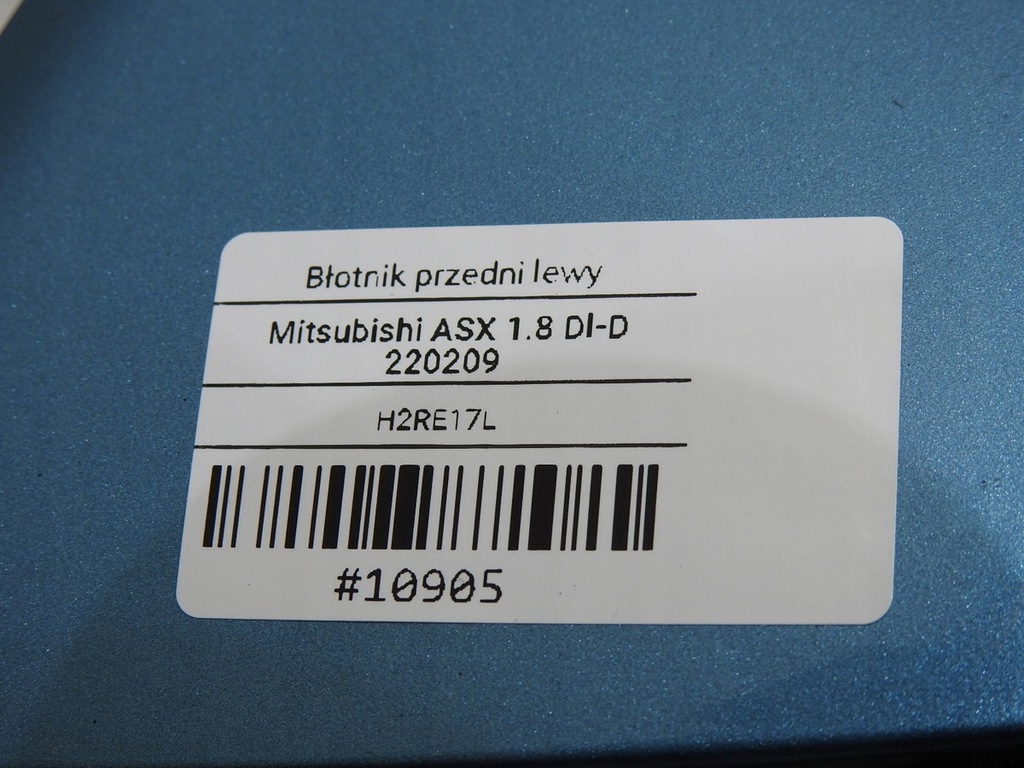 Błotnik przedni lewy
Mitsubishi ASX 1.8 DI-D
220209
H2RE17L
#10905